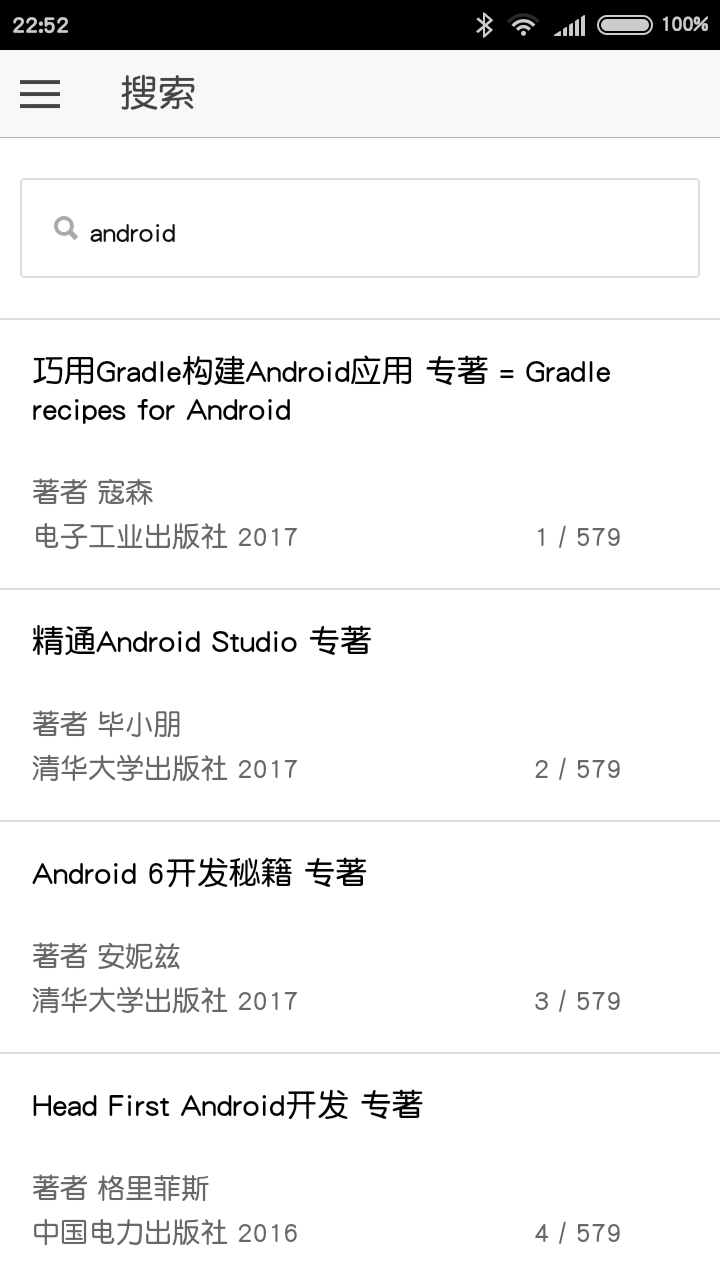 22:52
100%
搜索
android
巧用Gradle构建Android应用 专著 = Gradle
recipes for Android
著者 寇森
电子工业出版社 2017
1 / 579
精通Android Studio 专著
著者 毕小朋
清华大学出版社 2017
2 / 579
Android 6开发秘籍 专著
著者 安妮兹
清华大学出版社 2017
3 / 579
Head First Android开发 专著
著者 格里菲斯
中国电力出版社 2016
4 / 579